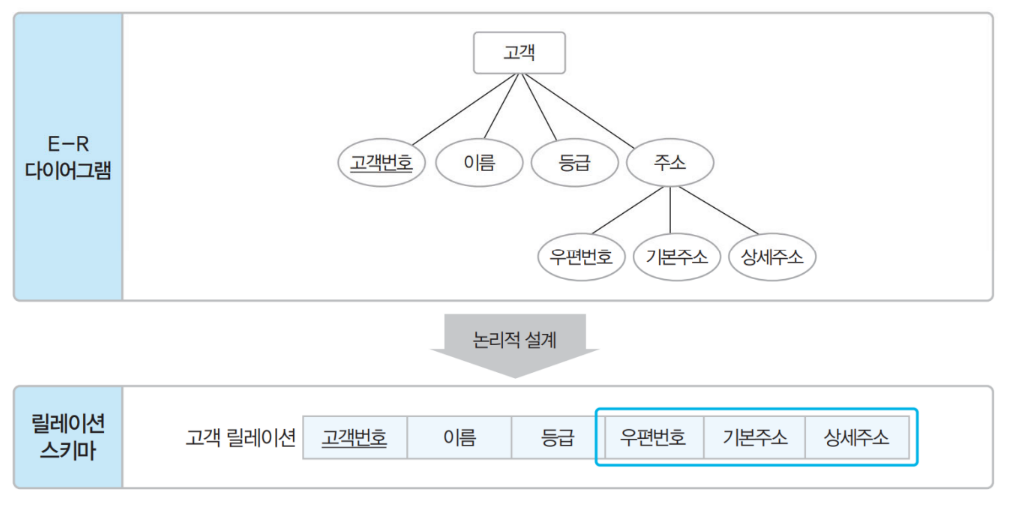 E-R
다이어그램
고객
고객번호 이름 등급 주소
우편번호 기본주소 상세주소
논리적 설계
릴레이션
스키마
고객 릴레이션 고객번호 이름 등급 우편번호 기본주소 상세주소